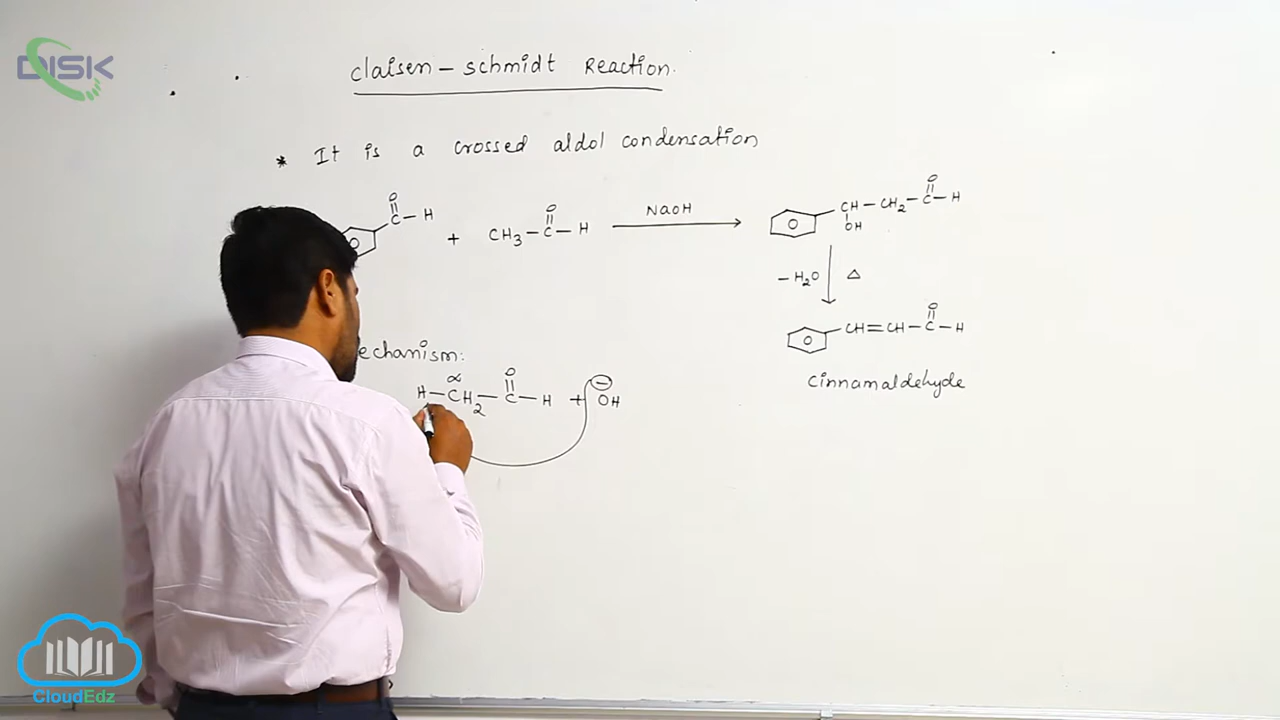 DISK
Claisen – Schmidt Reaction.
* It is a crossed aldol condensation
O O O
C – H + CH3 – C – H NaOH CH – CH2 – C – H
OH
– H2O △
O
CH = CH – C – H
Cinnamaldehyde
echanism:
α O ⊖
H – CH2 – C – H + OH
CloudEdz